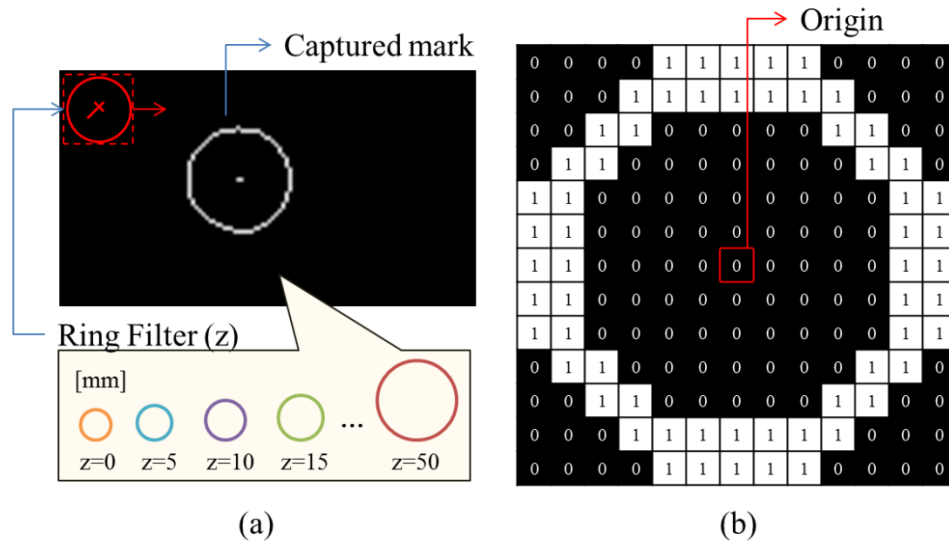 Captured mark
Ring Filter (z)
[mm]
...
z=0 z=5 z=10 z=15 z=50
(a)
Origin
0 0 0 0 1 1 1 1 1 0 0 0 0
0 0 0 1 1 1 1 1 1 1 0 0 0
0 0 1 1 0 0 0 0 0 1 1 0 0
0 1 1 0 0 0 0 0 0 0 1 1 0
1 1 0 0 0 0 0 0 0 0 0 1 1
1 1 0 0 0 0 0 0 0 0 0 1 1
1 1 0 0 0 0 0 0 0 0 0 1 1
1 1 0 0 0 0 0 0 0 0 0 1 1
1 1 0 0 0 0 0 0 0 0 0 1 1
0 1 1 0 0 0 0 0 0 0 1 1 0
0 0 1 1 0 0 0 0 0 1 1 0 0
0 0 0 1 1 1 1 1 1 1 0 0 0
0 0 0 0 1 1 1 1 1 0 0 0 0
(b)